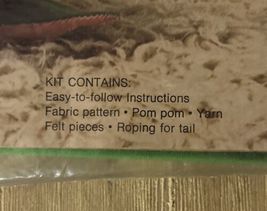 KIT CONTAINS:
Easy-to-follow Instructions
Fabric pattern • Pom pom • Yarn
Felt pieces • Roping for tail